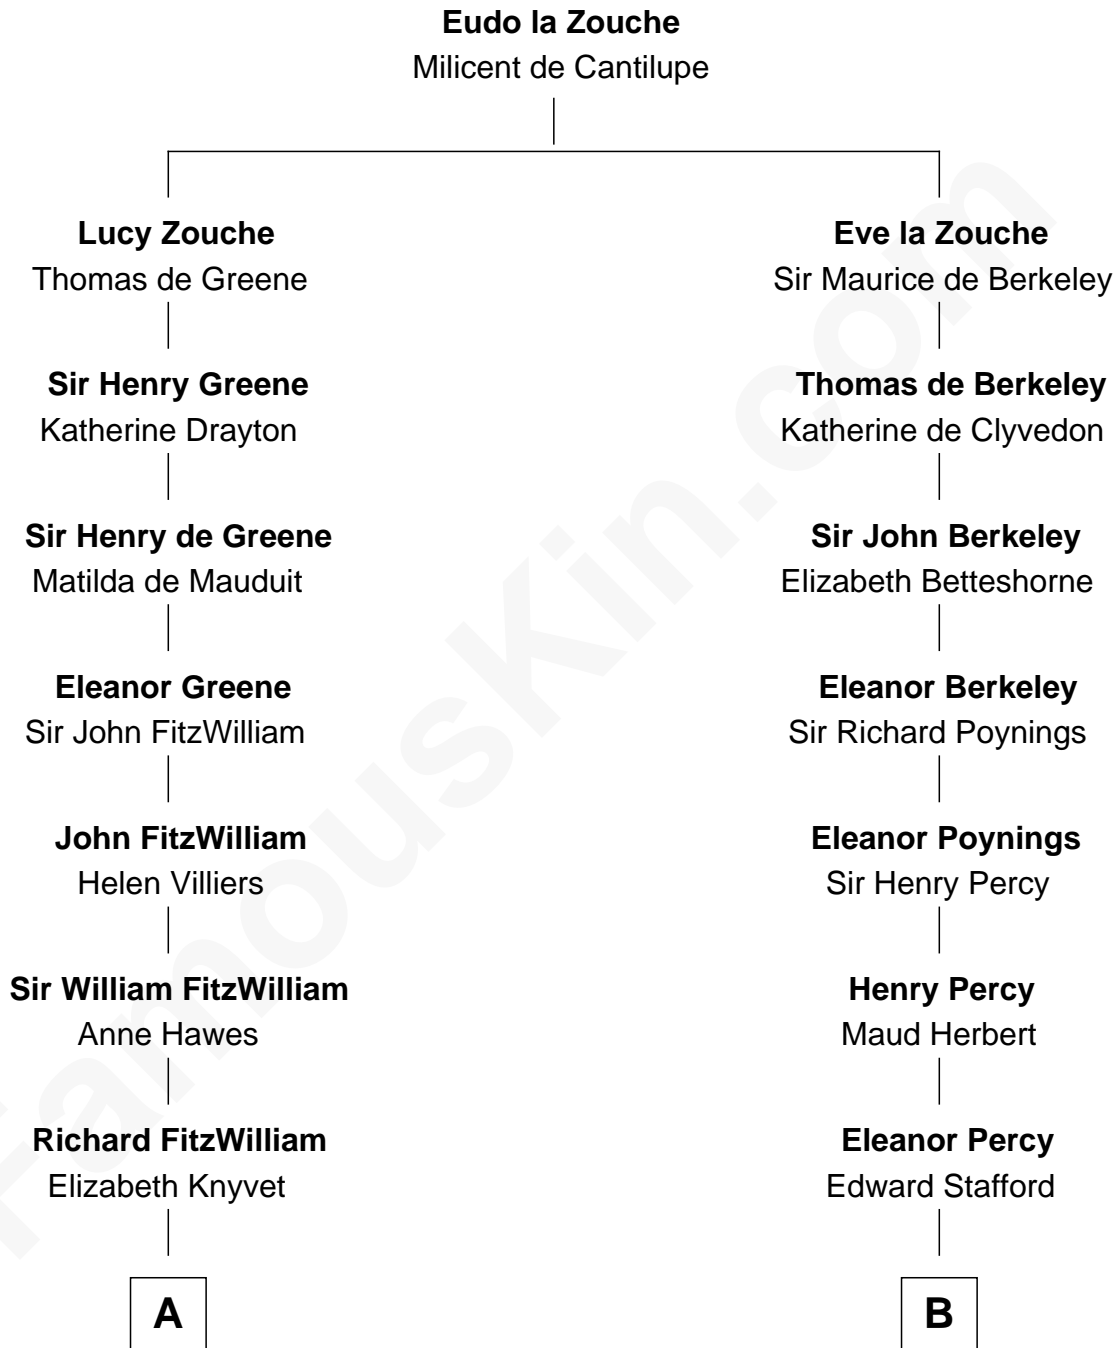 Eudo la Zouche
Milicent de Cantilupe
Lucy Zouche
Thomas de Greene
Eve la Zouche
Sir Maurice de Berkeley
Sir Henry Greene
Katherine Drayton
Thomas de Berkeley
Katherine de Clyvedon
Sir Henry de Greene
Matilda de Mauduit
Sir John Berkeley
Elizabeth Betteshorne
Eleanor Greene
Sir John FitzWilliam
Eleanor Berkeley
Sir Richard Poynings
John FitzWilliam
Helen Villiers
Eleanor Poynings
Sir Henry Percy
Sir William FitzWilliam
Anne Hawes
Henry Percy
Maud Herbert
Richard FitzWilliam
Elizabeth Knyvet
Eleanor Percy
Edward Stafford
A
B
FamousKin.com